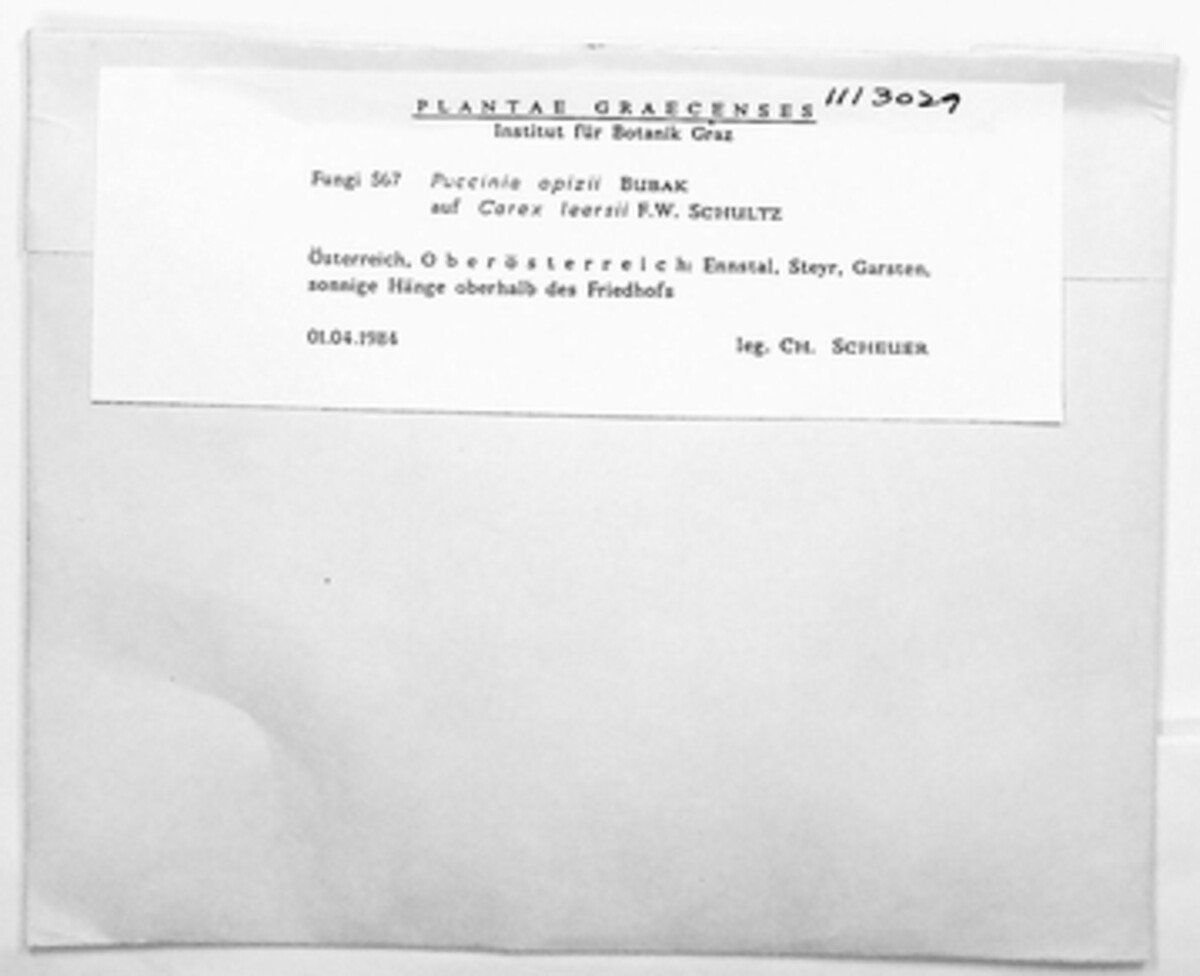 PLANTAE GRAECENSES 1113029
Institut für Botanik Graz
Fungi 567 Puccinia opizii BUBAK
auf Carex leersii F.W. SCHULTZ
Österreich, Oberösterreich: Ennstal, Steyr, Garsten,
sonnige Hänge oberhalb des Friedhofs
01.04.1984 leg. CH. SCHEUER